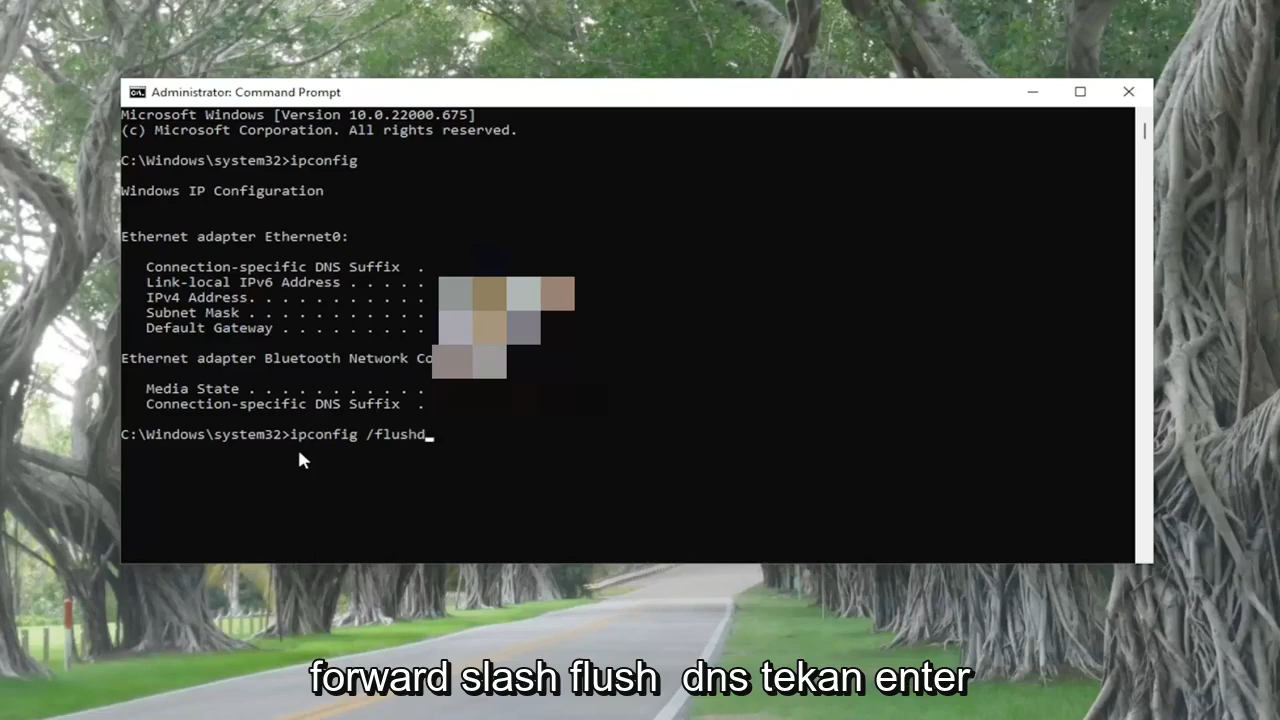 Administrator: Command Prompt
Microsoft Windows [Version 10.0.22000.675]
(c) Microsoft Corporation. All rights reserved.
C:\Windows\system32>ipconfig
Windows IP Configuration
Ethernet adapter Ethernet0:
Connection-specific DNS Suffix  .
Link-local IPv6 Address . . . . .
IPv4 Address. . . . . . . . . . .
Subnet Mask . . . . . . . . . . .
Default Gateway . . . . . . . . .
Ethernet adapter Bluetooth Network Co
Media State . . . . . . . . . . .
Connection-specific DNS Suffix  .
C:\Windows\system32>ipconfig /flushd
forward slash flush  dns tekan enter